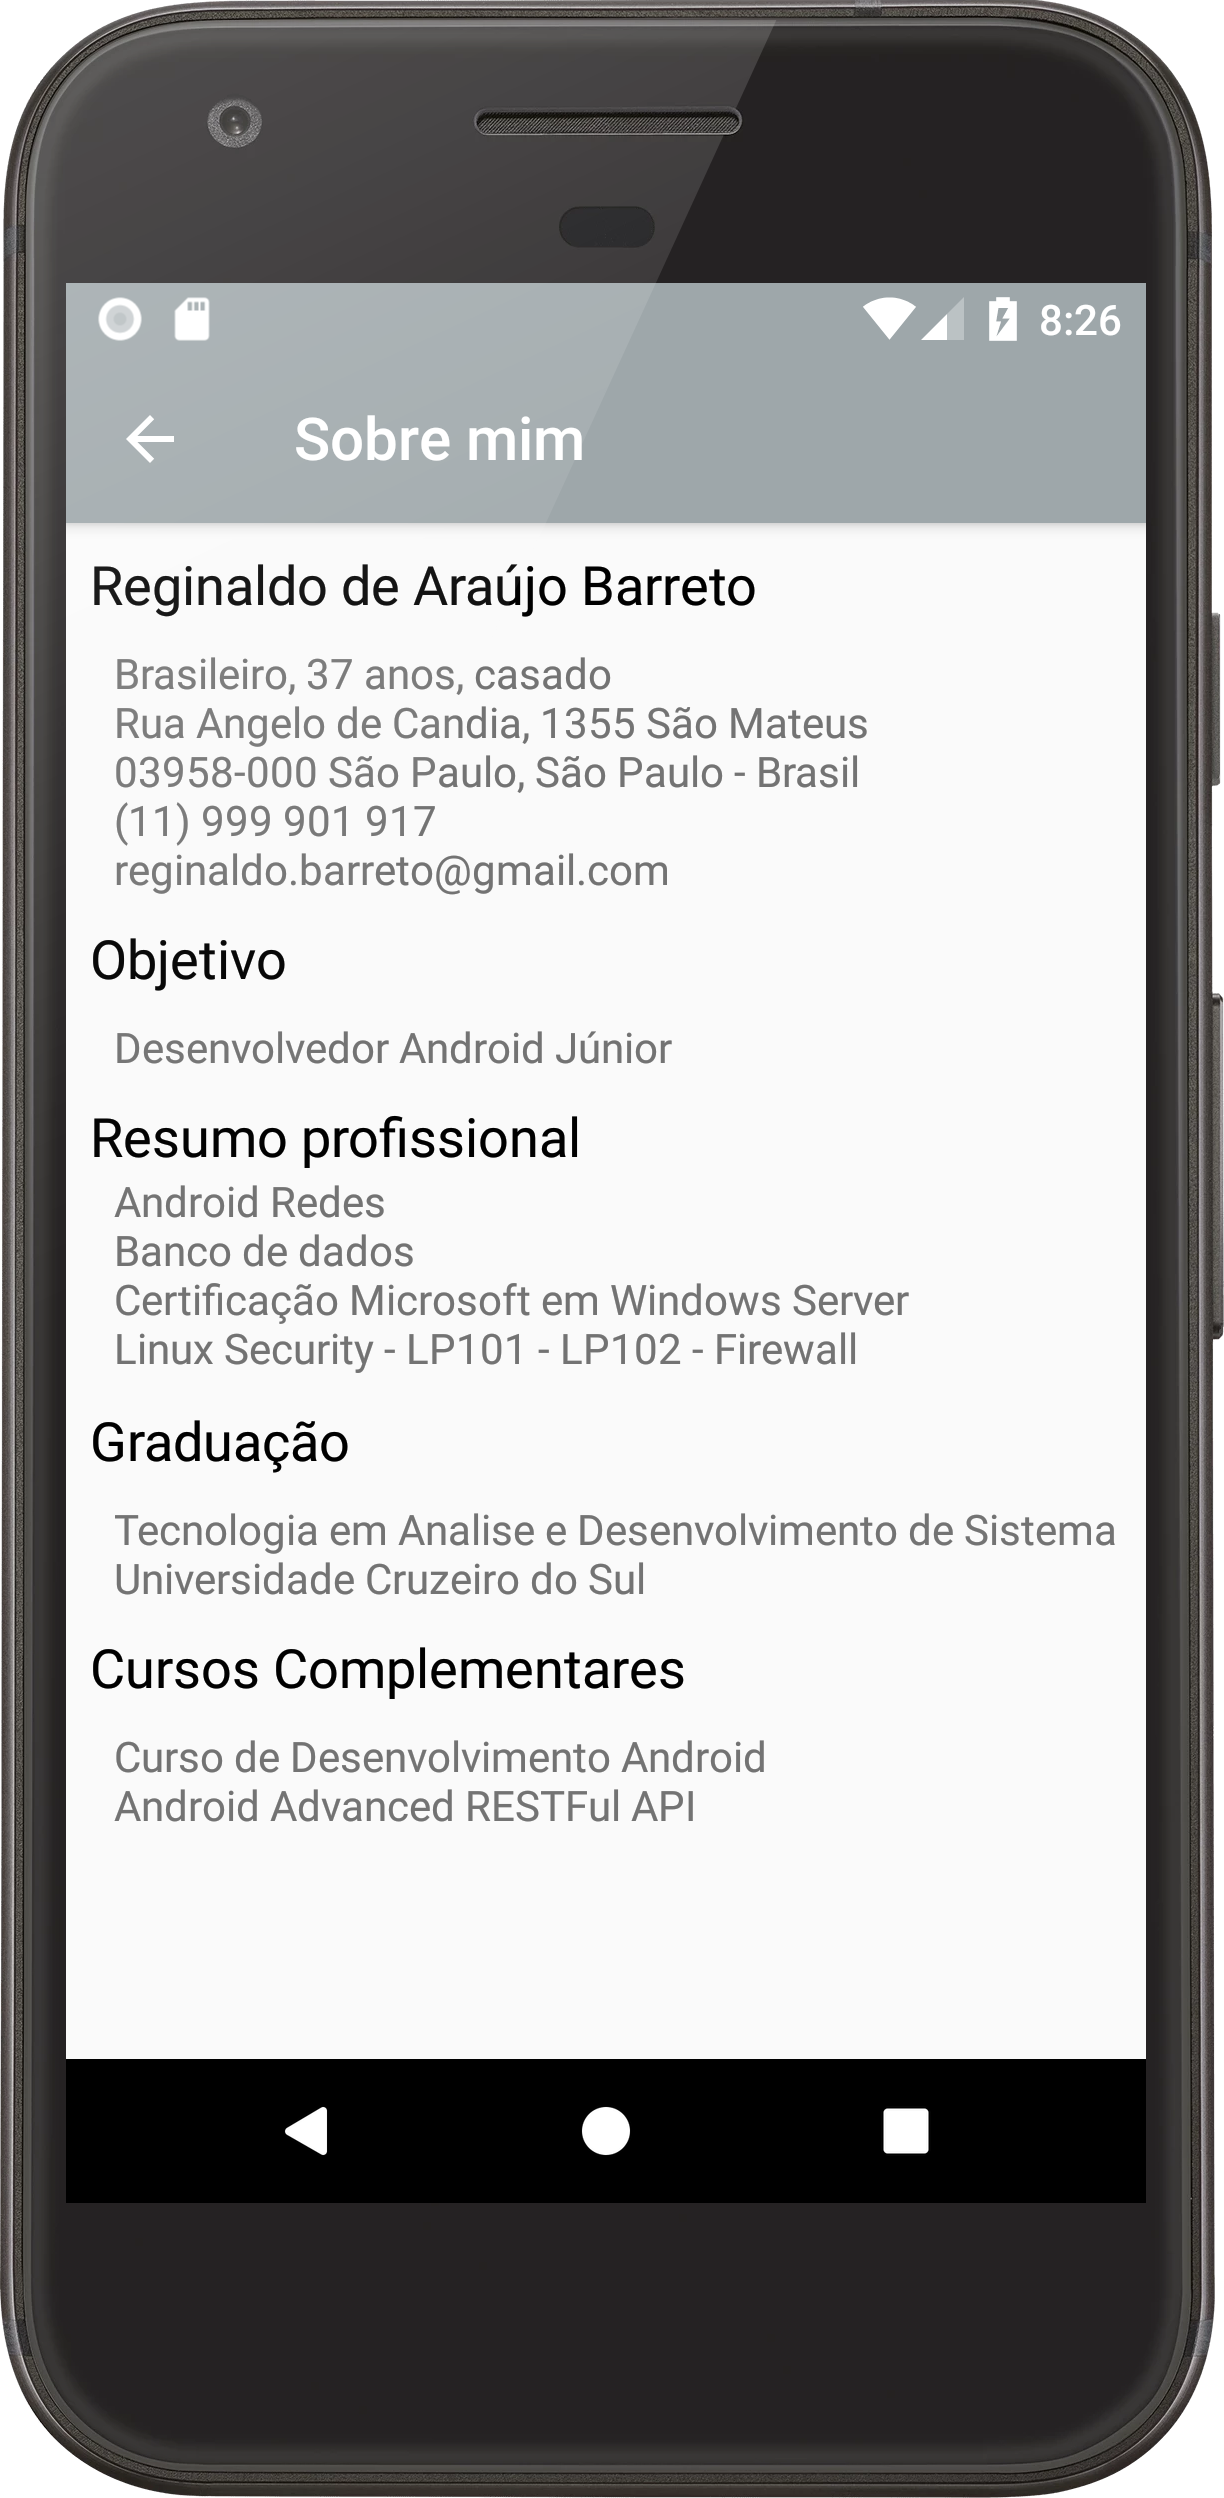 8:26
Sobre mim
Reginaldo de Araújo Barreto
Brasileiro, 37 anos, casado
Rua Angelo de Candia, 1355 São Mateus
03958-000 São Paulo, São Paulo - Brasil
(11) 999 901 917
reginaldo.barreto@gmail.com
Objetivo
Desenvolvedor Android Júnior
Resumo profissional
Android Redes
Banco de dados
Certificação Microsoft em Windows Server
Linux Security - LP101 - LP102 - Firewall
Graduação
Tecnologia em Analise e Desenvolvimento de Sistema
Universidade Cruzeiro do Sul
Cursos Complementares
Curso de Desenvolvimento Android
Android Advanced RESTFul API